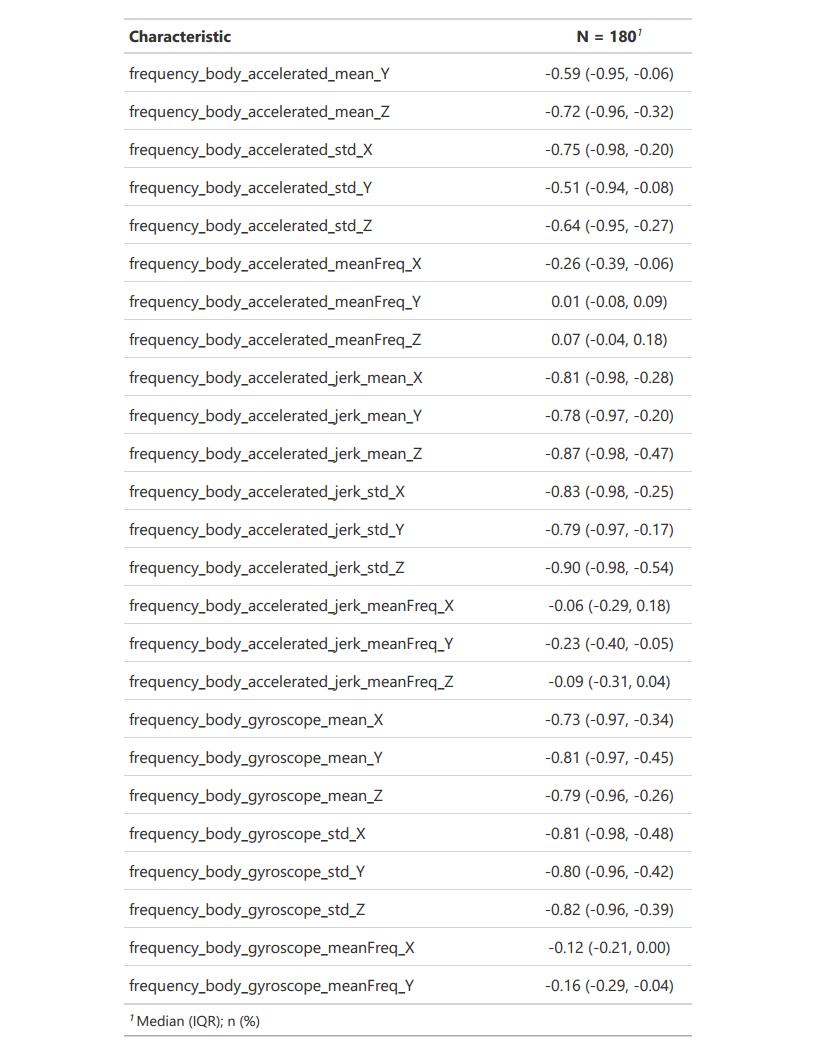 Characteristic N = 180¹
frequency_body_accelerated_mean_Y -0.59 (-0.95, -0.06)
frequency_body_accelerated_mean_Z -0.72 (-0.96, -0.32)
frequency_body_accelerated_std_X -0.75 (-0.98, -0.20)
frequency_body_accelerated_std_Y -0.51 (-0.94, -0.08)
frequency_body_accelerated_std_Z -0.64 (-0.95, -0.27)
frequency_body_accelerated_meanFreq_X -0.26 (-0.39, -0.06)
frequency_body_accelerated_meanFreq_Y 0.01 (-0.08, 0.09)
frequency_body_accelerated_meanFreq_Z 0.07 (-0.04, 0.18)
frequency_body_accelerated_jerk_mean_X -0.81 (-0.98, -0.28)
frequency_body_accelerated_jerk_mean_Y -0.78 (-0.97, -0.20)
frequency_body_accelerated_jerk_mean_Z -0.87 (-0.98, -0.47)
frequency_body_accelerated_jerk_std_X -0.83 (-0.98, -0.25)
frequency_body_accelerated_jerk_std_Y -0.79 (-0.97, -0.17)
frequency_body_accelerated_jerk_std_Z -0.90 (-0.98, -0.54)
frequency_body_accelerated_jerk_meanFreq_X -0.06 (-0.29, 0.18)
frequency_body_accelerated_jerk_meanFreq_Y -0.23 (-0.40, -0.05)
frequency_body_accelerated_jerk_meanFreq_Z -0.09 (-0.31, 0.04)
frequency_body_gyroscope_mean_X -0.73 (-0.97, -0.34)
frequency_body_gyroscope_mean_Y -0.81 (-0.97, -0.45)
frequency_body_gyroscope_mean_Z -0.79 (-0.96, -0.26)
frequency_body_gyroscope_std_X -0.81 (-0.98, -0.48)
frequency_body_gyroscope_std_Y -0.80 (-0.96, -0.42)
frequency_body_gyroscope_std_Z -0.82 (-0.96, -0.39)
frequency_body_gyroscope_meanFreq_X -0.12 (-0.21, 0.00)
frequency_body_gyroscope_meanFreq_Y -0.16 (-0.29, -0.04)
¹ Median (IQR); n (%)